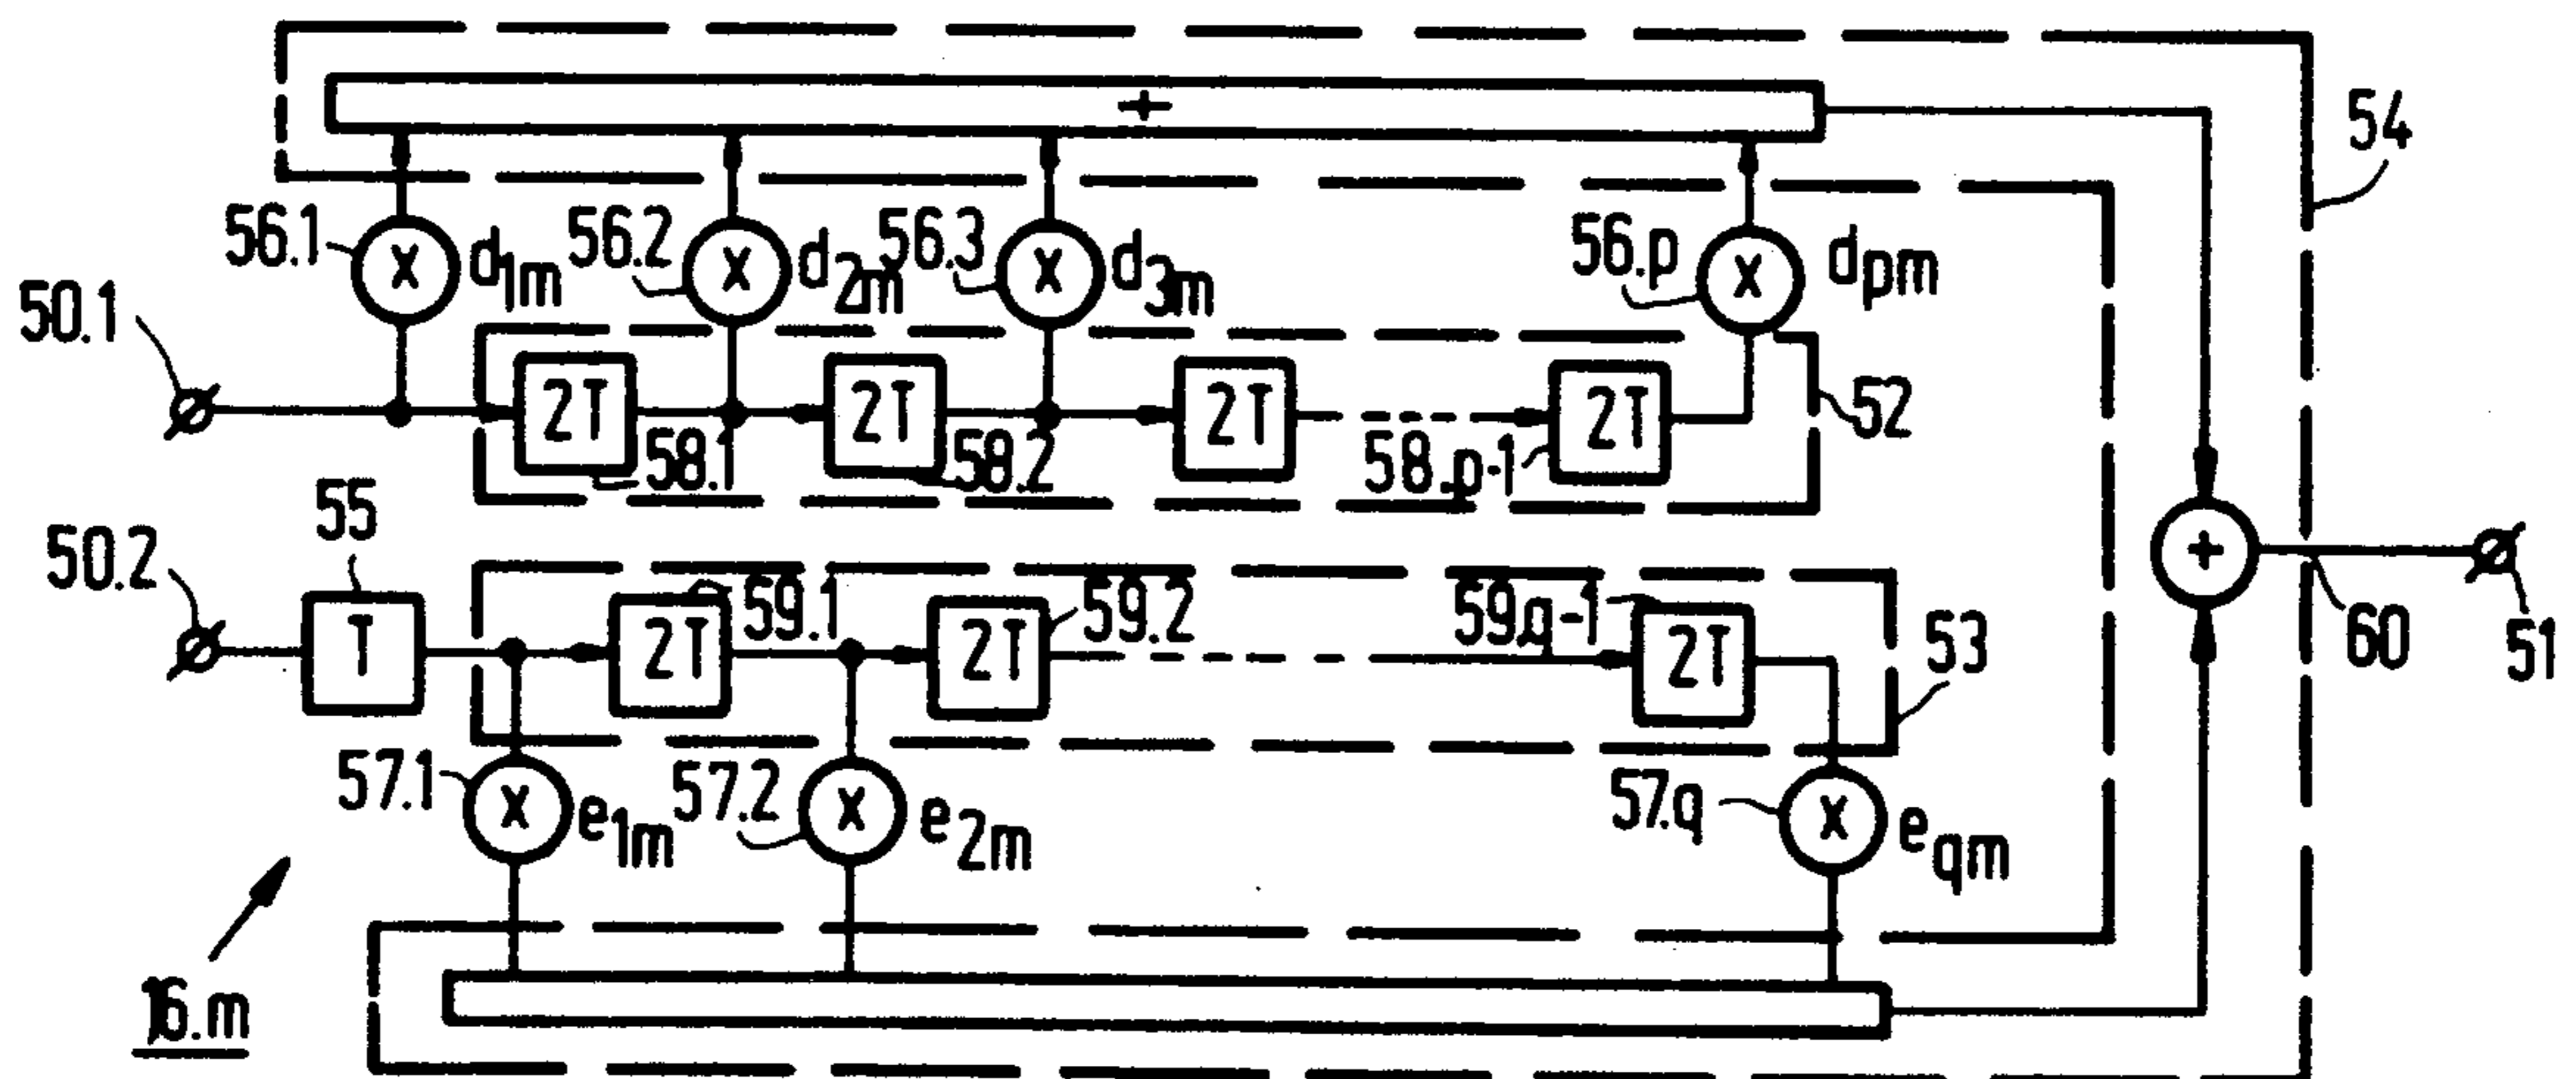 +
54
56.1 X d1m 56.2 X d2m 56.3 X d3m 56.p X dpm
50.1
2T 58.1 2T 58.2 2T 58.p-1 2T 52
55
50.2 T 2T 59.1 2T 59.2 59.q-1 2T 53
+ 60 51
57.1 X e1m 57.2 X e2m 57.q X eqm
16.m